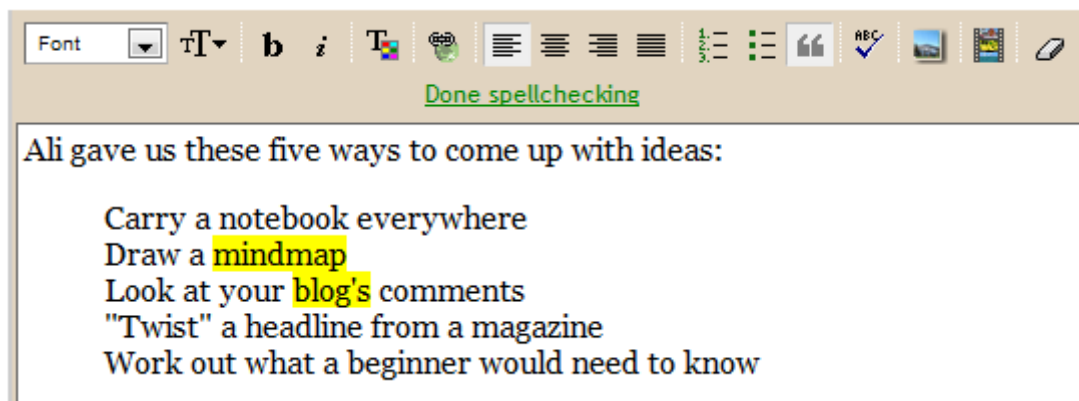 Font
Done spellchecking
Ali gave us these five ways to come up with ideas:
Carry a notebook everywhere
Draw a mindmap
Look at your blog's comments
"Twist" a headline from a magazine
Work out what a beginner would need to know